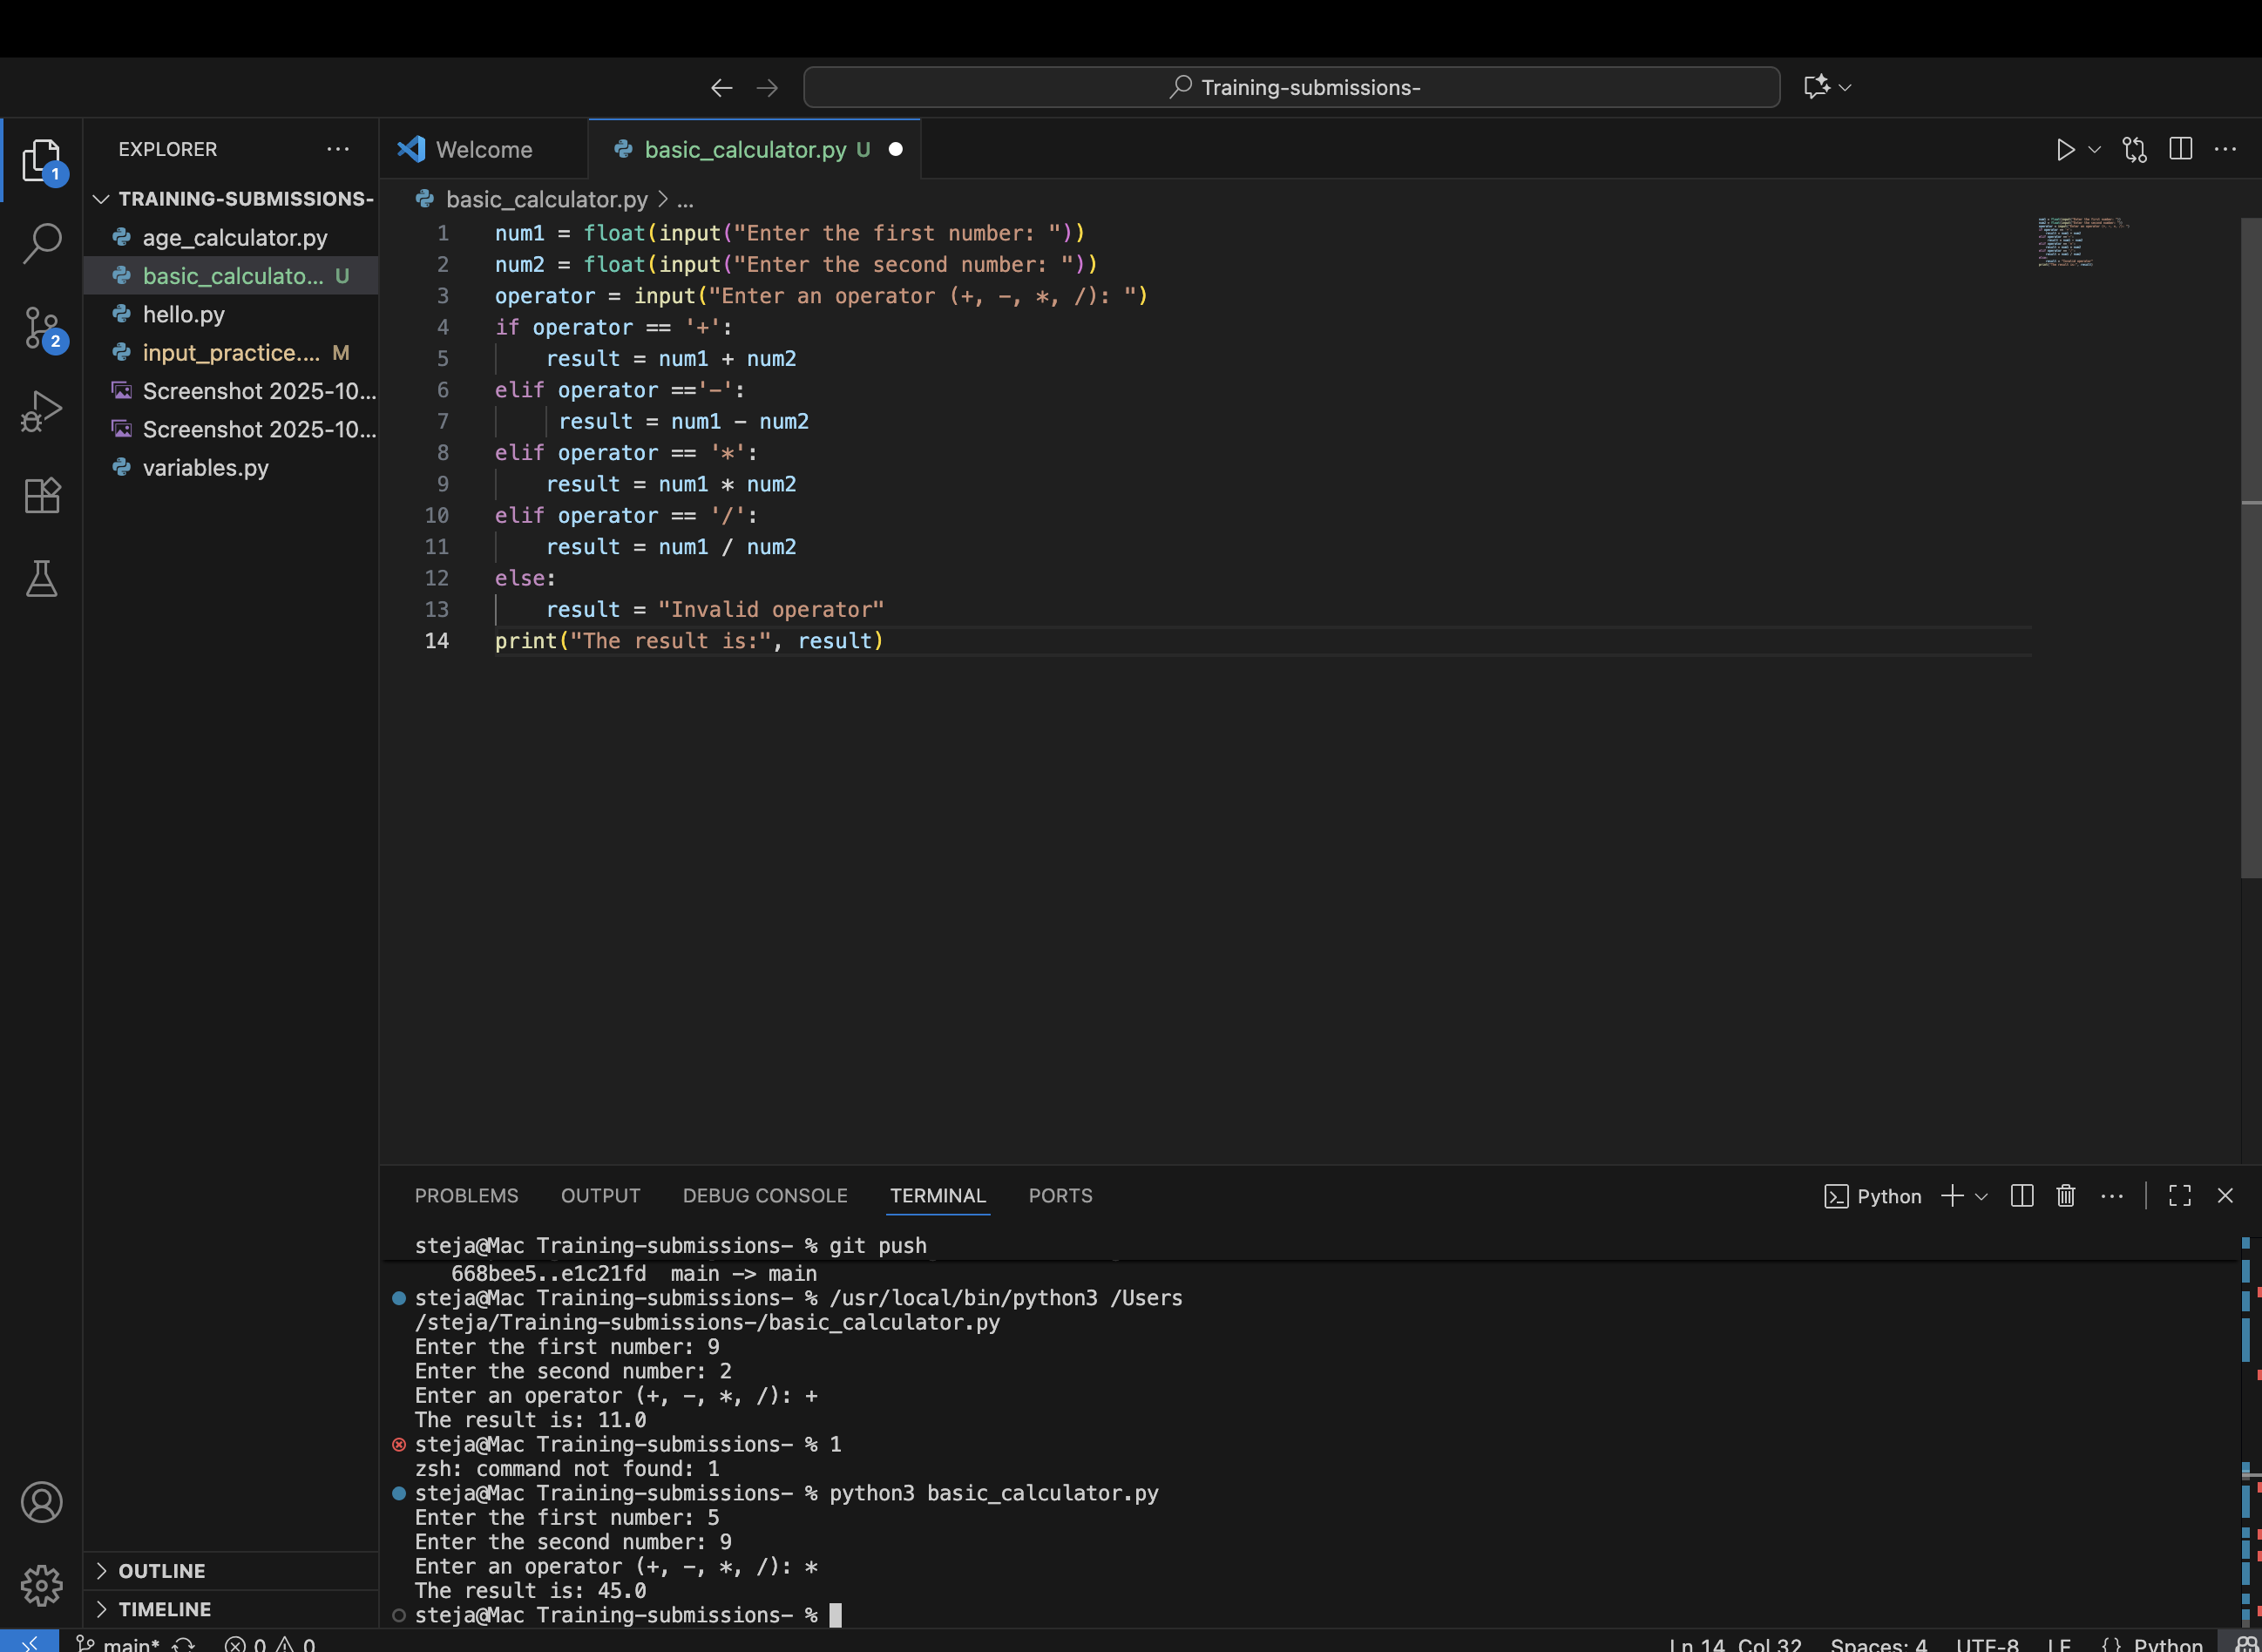 Training-submissions-
EXPLORER
TRAINING-SUBMISSIONS-
age_calculator.py
basic_calculato... U
hello.py
input_practice.... M
Screenshot 2025-10...
Screenshot 2025-10...
variables.py
OUTLINE
TIMELINE
1
2
Welcome
basic_calculator.py U
basic_calculator.py > ...
1 num1 = float(input("Enter the first number: "))
2 num2 = float(input("Enter the second number: "))
3 operator = input("Enter an operator (+, -, *, /): ")
4 if operator == '+':
5     result = num1 + num2
6 elif operator =='-':
7      result = num1 - num2
8 elif operator == '*':
9     result = num1 * num2
10 elif operator == '/':
11     result = num1 / num2
12 else:
13     result = "Invalid operator"
14 print("The result is:", result)
PROBLEMS OUTPUT DEBUG CONSOLE TERMINAL PORTS
Python
steja@Mac Training-submissions- % git push
668bee5..e1c21fd  main -> main
steja@Mac Training-submissions- % /usr/local/bin/python3 /Users
/steja/Training-submissions-/basic_calculator.py
Enter the first number: 9
Enter the second number: 2
Enter an operator (+, -, *, /): +
The result is: 11.0
steja@Mac Training-submissions- % 1
zsh: command not found: 1
steja@Mac Training-submissions- % python3 basic_calculator.py
Enter the first number: 5
Enter the second number: 9
Enter an operator (+, -, *, /): *
The result is: 45.0
steja@Mac Training-submissions- %
main* 0 0 Ln 14, Col 32 Spaces: 4 UTF-8 LF {} Python